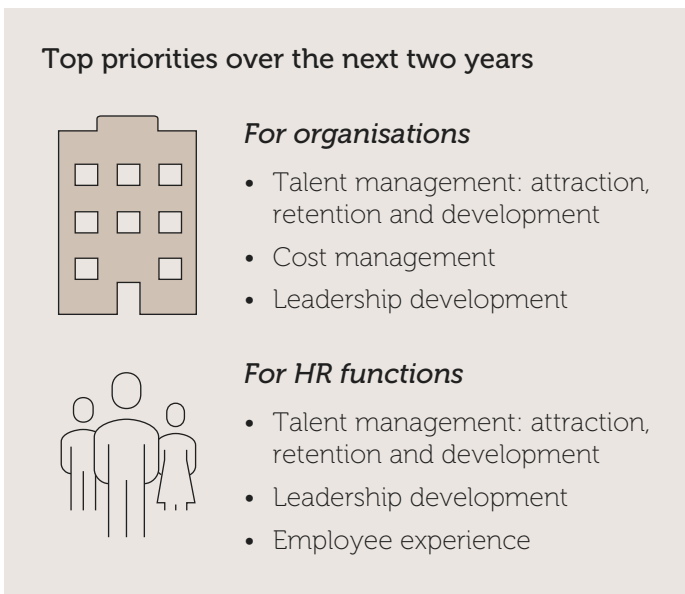 Top priorities over the next two years
For organisations
• Talent management: attraction,
retention and development
• Cost management
• Leadership development
For HR functions
• Talent management: attraction,
retention and development
• Leadership development
• Employee experience